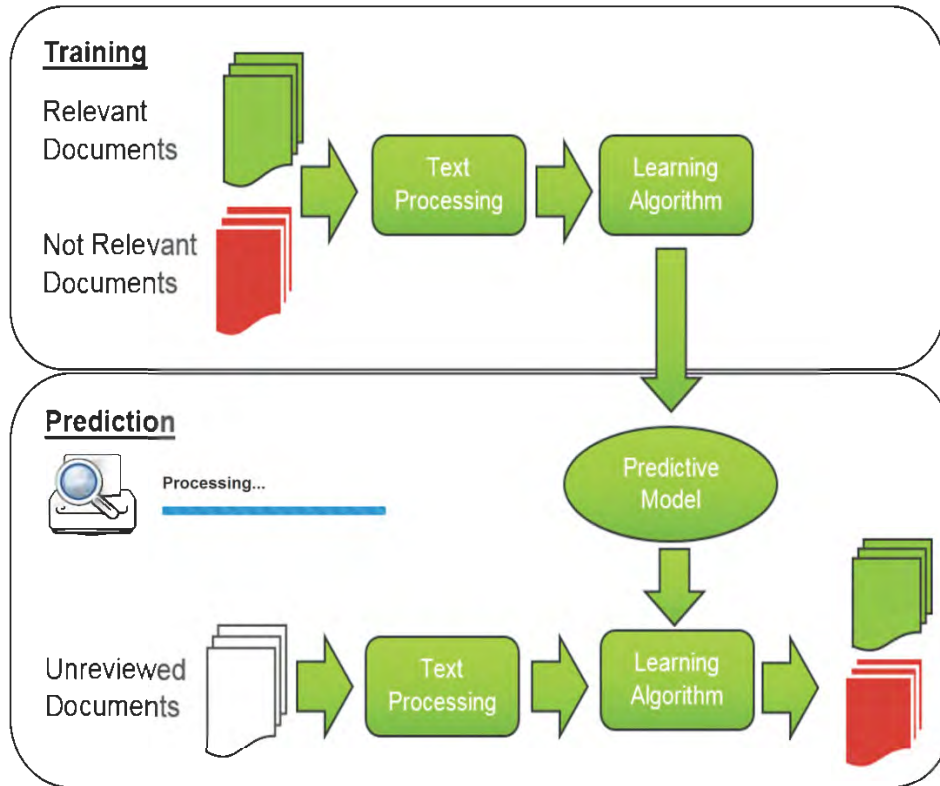 Training
Relevant
Documents
Text
Processing
Learning
Algorithm
Not Relevant
Documents
Prediction
Processing...
Predictive
Model
Unreviewed
Documents
Text
Processing
Learning
Algorithm